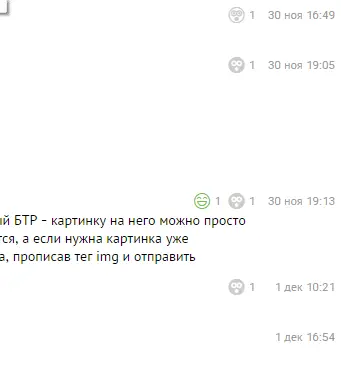 1 30 ноя 16:49
1 30 ноя 19:05
1 1 30 ноя 19:13
ый БТР - картинку на него можно просто
тся, а если нужна картинка уже
а, прописав тег img и отправить
1 1 дек 10:21
1 дек 16:54